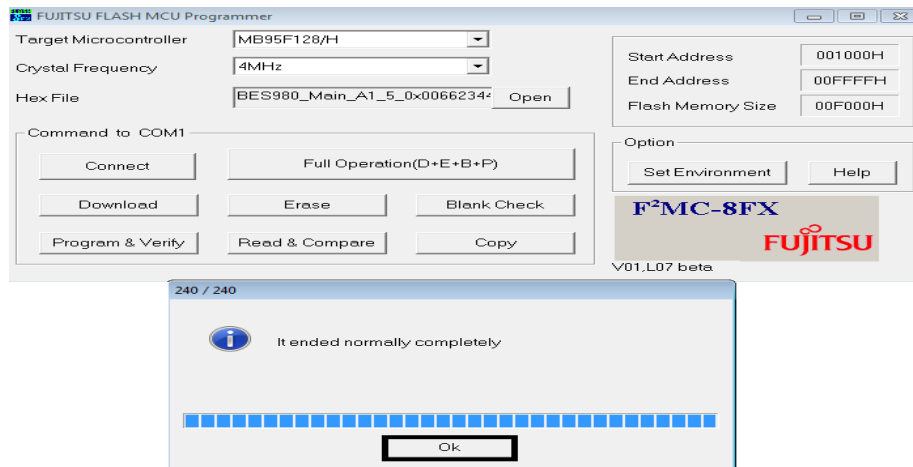 FUJITSU FLASH MCU Programmer
Target Microcontroller MB95F128/H
Crystal Frequency 4MHz
Hex File BES980_Main_A1_5_0x00662344 Open
Start Address 001000H
End Address 00FFFFH
Flash Memory Size 00F000H
Command to COM1
Connect Full Operation(D+E+B+P)
Download Erase Blank Check
Program & Verify Read & Compare Copy
Option
Set Environment Help
F²MC-8FX
FUJITSU
V01,L07 beta
240 / 240
It ended normally completely
Ok